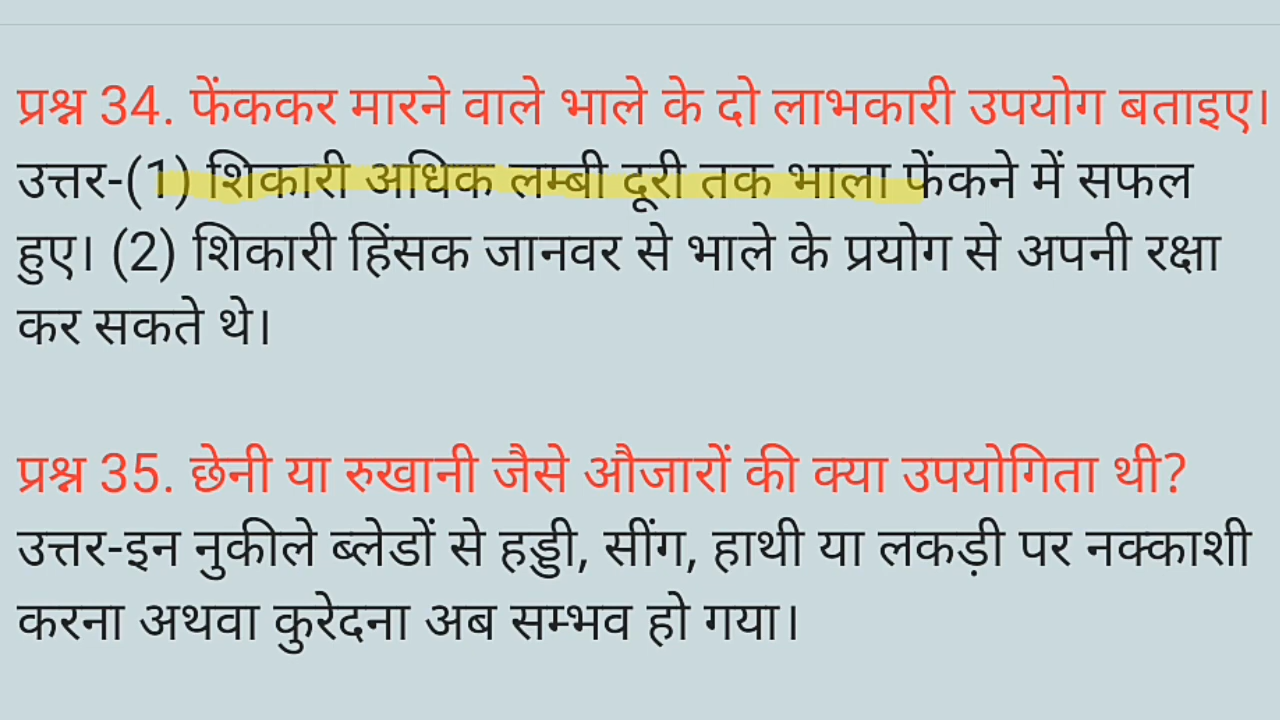 प्रश्न 34. फेंककर मारने वाले भाले के दो लाभकारी उपयोग बताइए।
उत्तर-(1) शिकारी अधिक लम्बी दूरी तक भाला फेंकने में सफल
हुए। (2) शिकारी हिंसक जानवर से भाले के प्रयोग से अपनी रक्षा
कर सकते थे।
प्रश्न 35. छेनी या रुखानी जैसे औजारों की क्या उपयोगिता थी?
उत्तर-इन नुकीले ब्लेडों से हड्डी, सींग, हाथी या लकड़ी पर नक्काशी
करना अथवा कुरेदना अब सम्भव हो गया।